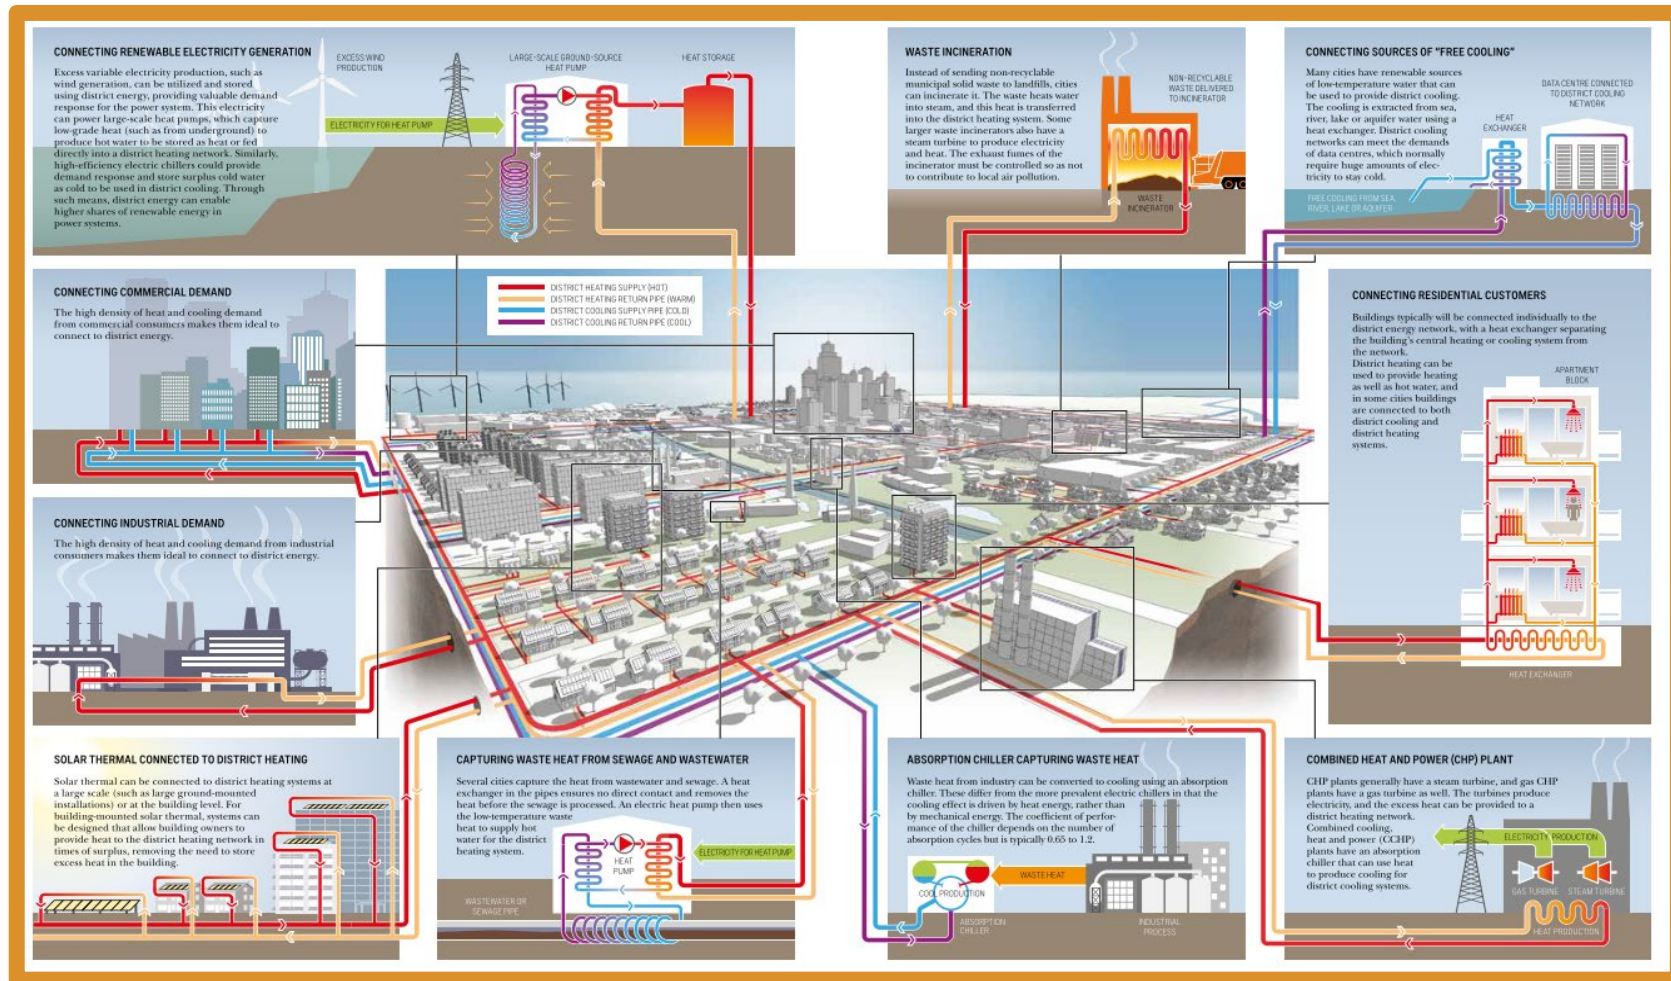 CONNECTING RENEWABLE ELECTRICITY GENERATION
Excess variable electricity production, such as
wind generation, can be utilized and stored
using district energy, providing valuable demand
response for the power system. This electricity
can power large-scale heat pumps, which capture
low-grade heat (such as from underground) to
produce hot water to be stored as heat or fed
directly into a district heating network. Similarly,
high-efficiency electric chillers could provide
demand response and store surplus cold water
as cold to be used in district cooling. Through
such means, district energy can enable
higher shares of renewable energy in
power systems.
EXCESS WIND
PRODUCTION
LARGE-SCALE GROUND-SOURCE
HEAT PUMP
HEAT STORAGE
ELECTRICITY FOR HEAT PUMP
WASTE INCINERATION
Instead of sending non-recyclable
municipal solid waste to landfills, cities
can incinerate it. The waste heats water
into steam, and this heat is transferred
into the district heating system. Some
larger waste incinerators also have a
steam turbine to produce electricity
and heat. The exhaust fumes of the
incinerator must be controlled so as not
to contribute to local air pollution.
NON-RECYCLABLE
WASTE DELIVERED
TO INCINERATOR
WASTE
INCINERATOR
CONNECTING SOURCES OF "FREE COOLING"
Many cities have renewable sources
of low-temperature water that can
be used to provide district cooling.
The cooling is extracted from sea,
river, lake or aquifer water using a
heat exchanger. District cooling
networks can meet the demands
of data centres, which normally
require huge amounts of elec-
tricity to stay cold.
DATA CENTRE CONNECTED
TO DISTRICT COOLING
NETWORK
HEAT
EXCHANGER
FREE COOLING FROM SEA,
RIVER, LAKE OR AQUIFER
CONNECTING COMMERCIAL DEMAND
The high density of heat and cooling demand
from commercial consumers makes them ideal to
connect to district energy.
DISTRICT HEATING SUPPLY (HOT)
DISTRICT HEATING RETURN PIPE (WARM)
DISTRICT COOLING SUPPLY PIPE (COLD)
DISTRICT COOLING RETURN PIPE (COOL)
CONNECTING RESIDENTIAL CUSTOMERS
Buildings typically will be connected individually to the
district energy network, with a heat exchanger separating
the building's central heating or cooling system from
the network.
District heating can be
used to provide heating
as well as hot water, and
in some cities buildings
are connected to both
district cooling and
district heating
systems.
APARTMENT
BLOCK
HEAT EXCHANGER
CONNECTING INDUSTRIAL DEMAND
The high density of heat and cooling demand from industrial
consumers makes them ideal to connect to district energy.
SOLAR THERMAL CONNECTED TO DISTRICT HEATING
Solar thermal can be connected to district heating systems at
a large scale (such as large ground-mounted
installations) or at the building level. For
building-mounted solar thermal, systems can
be designed that allow building owners to
provide heat to the district heating network in
times of surplus, removing the need to store
excess heat in the building.
CAPTURING WASTE HEAT FROM SEWAGE AND WASTEWATER
Several cities capture the heat from wastewater and sewage. A heat
exchanger in the pipes ensures no direct contact and removes the
heat before the sewage is processed. An electric heat pump then uses
the low-temperature waste
heat to supply hot
water for the district
heating system.
HEAT
PUMP
ELECTRICITY FOR HEAT PUMP
WASTEWATER OR
SEWAGE PIPE
ABSORPTION CHILLER CAPTURING WASTE HEAT
Waste heat from industry can be converted to cooling using an absorption
chiller. These differ from the more prevalent electric chillers in that the
cooling effect is driven by heat energy, rather than
by mechanical energy. The coefficient of perfor-
mance of the chiller depends on the number of
absorption cycles but is typically 0.65 to 1.2.
COOL PRODUCTION
WASTE HEAT
ABSORPTION
CHILLER
INDUSTRIAL
PROCESS
COMBINED HEAT AND POWER (CHP) PLANT
CHP plants generally have a steam turbine, and gas CHP
plants have a gas turbine as well. The turbines produce
electricity, and the excess heat can be provided to a
district heating network.
Combined cooling,
heat and power (CCHP)
plants have an absorption
chiller that can use heat
to produce cooling for
district cooling systems.
ELECTRICITY PRODUCTION
GAS TURBINE
STEAM TURBINE
HEAT PRODUCTION